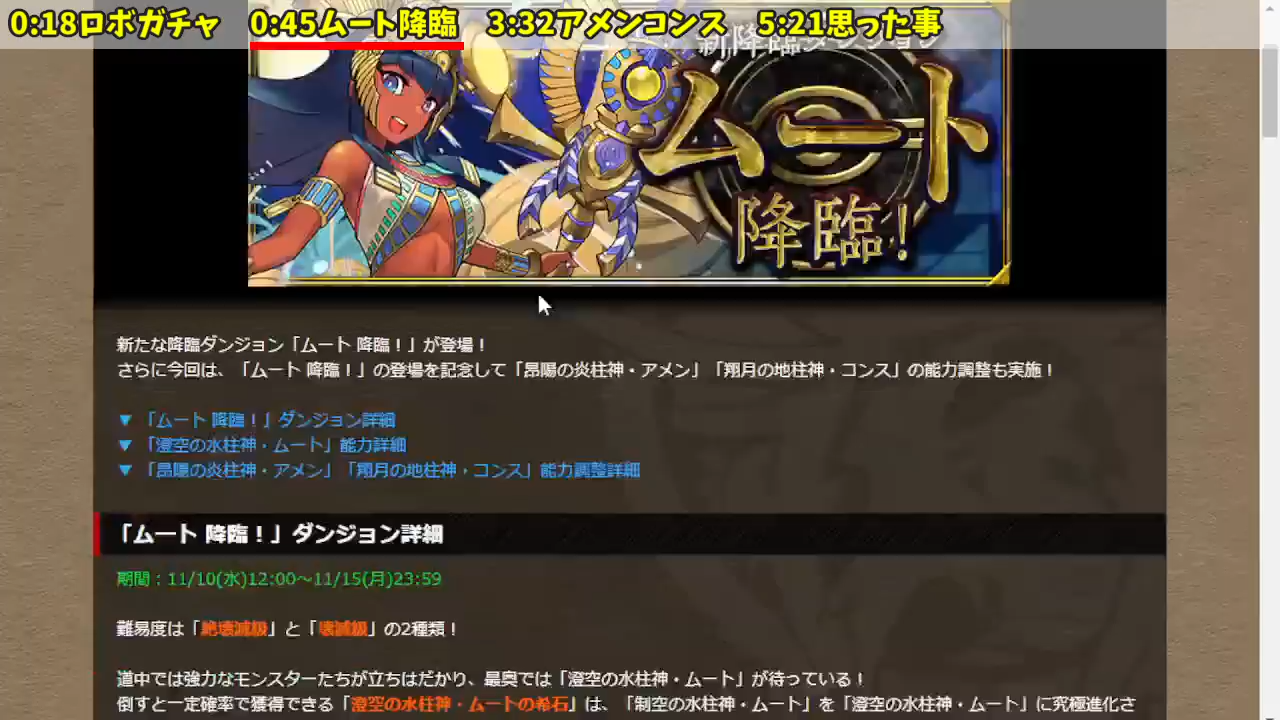 0:18ロボガチャ 0:45ムート降臨 3:32アメンコンス 5:21思った事
新降臨ダンジョン
ムート
降臨!
新たな降臨ダンジョン「ムート 降臨!」が登場!
さらに今回は、「ムート 降臨!」の登場を記念して「昂陽の炎柱神・アメン」「翔月の地柱神・コンス」の能力調整も実施!
▼ 「ムート 降臨!」ダンジョン詳細
▼ 「澄空の水柱神・ムート」能力詳細
▼ 「昂陽の炎柱神・アメン」「翔月の地柱神・コンス」能力調整詳細
「ムート 降臨!」ダンジョン詳細
期間:11/10(水)12:00~11/15(月)23:59
難易度は「絶壊滅級」と「壊滅級」の2種類!
道中では強力なモンスターたちが立ちはだかり、最奥では「澄空の水柱神・ムート」が待っている!
倒すと一定確率で獲得できる「澄空の水柱神・ムートの希石」は、「制空の水柱神・ムート」を「澄空の水柱神・ムート」に究極進化さ